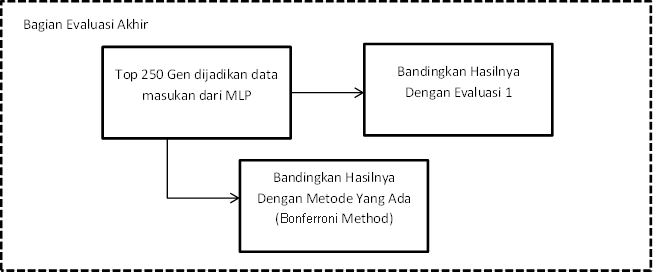 Bagian Evaluasi Akhir
Top 250 Gen dijadikan data
masukan dari MLP
Bandingkan Hasilnya
Dengan Evaluasi 1
Bandingkan Hasilnya
Dengan Metode Yang Ada
(Bonferroni Method)